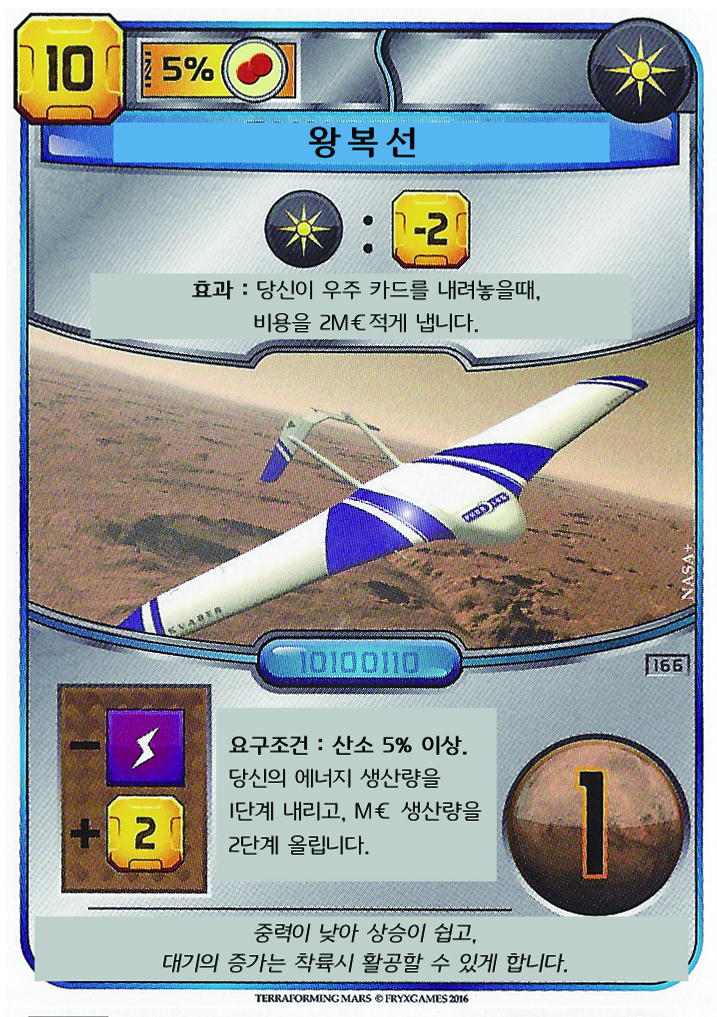 10
5%
왕복선
: -2
효과 : 당신이 우주 카드를 내려놓을때,
비용을 2M€적게 냅니다.
KVADER
NASA+
10100110
166
요구조건 : 산소 5% 이상.
당신의 에너지 생산량을
1단계 내리고, M€ 생산량을
2단계 올립니다.
-
+ 2
1
중력이 낮아 상승이 쉽고,
대기의 증가는 착륙시 활공할 수 있게 합니다.
TERRAFORMING MARS © FRYXGAMES 2016